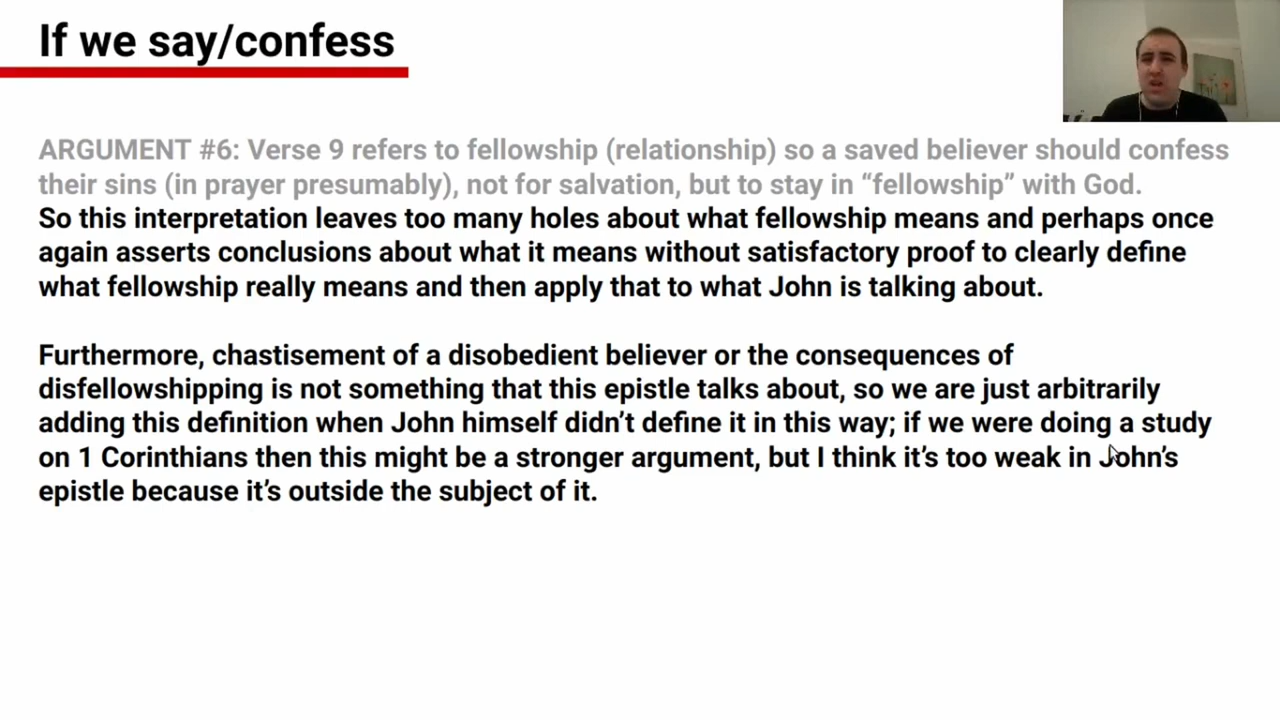 If we say/confess
ARGUMENT #6: Verse 9 refers to fellowship (relationship) so a saved believer should confess
their sins (in prayer presumably), not for salvation, but to stay in “fellowship” with God.
So this interpretation leaves too many holes about what fellowship means and perhaps once
again asserts conclusions about what it means without satisfactory proof to clearly define
what fellowship really means and then apply that to what John is talking about.
Furthermore, chastisement of a disobedient believer or the consequences of
disfellowshipping is not something that this epistle talks about, so we are just arbitrarily
adding this definition when John himself didn’t define it in this way; if we were doing a study
on 1 Corinthians then this might be a stronger argument, but I think it’s too weak in John’s
epistle because it’s outside the subject of it.